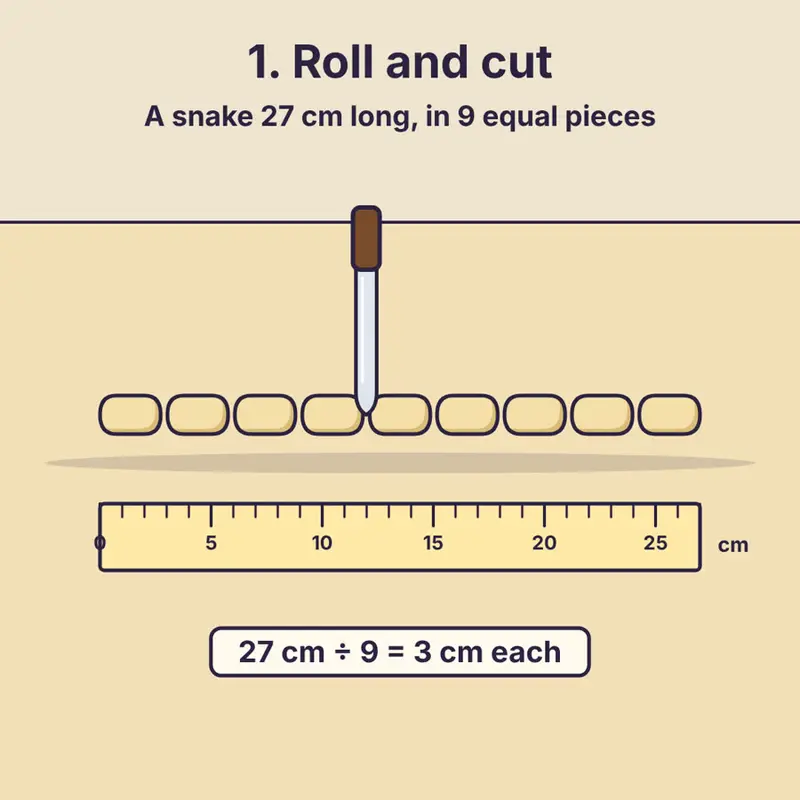 1. Roll and cut
A snake 27 cm long, in 9 equal pieces
0 5 10 15 20 25 cm
27 cm ÷ 9 = 3 cm each